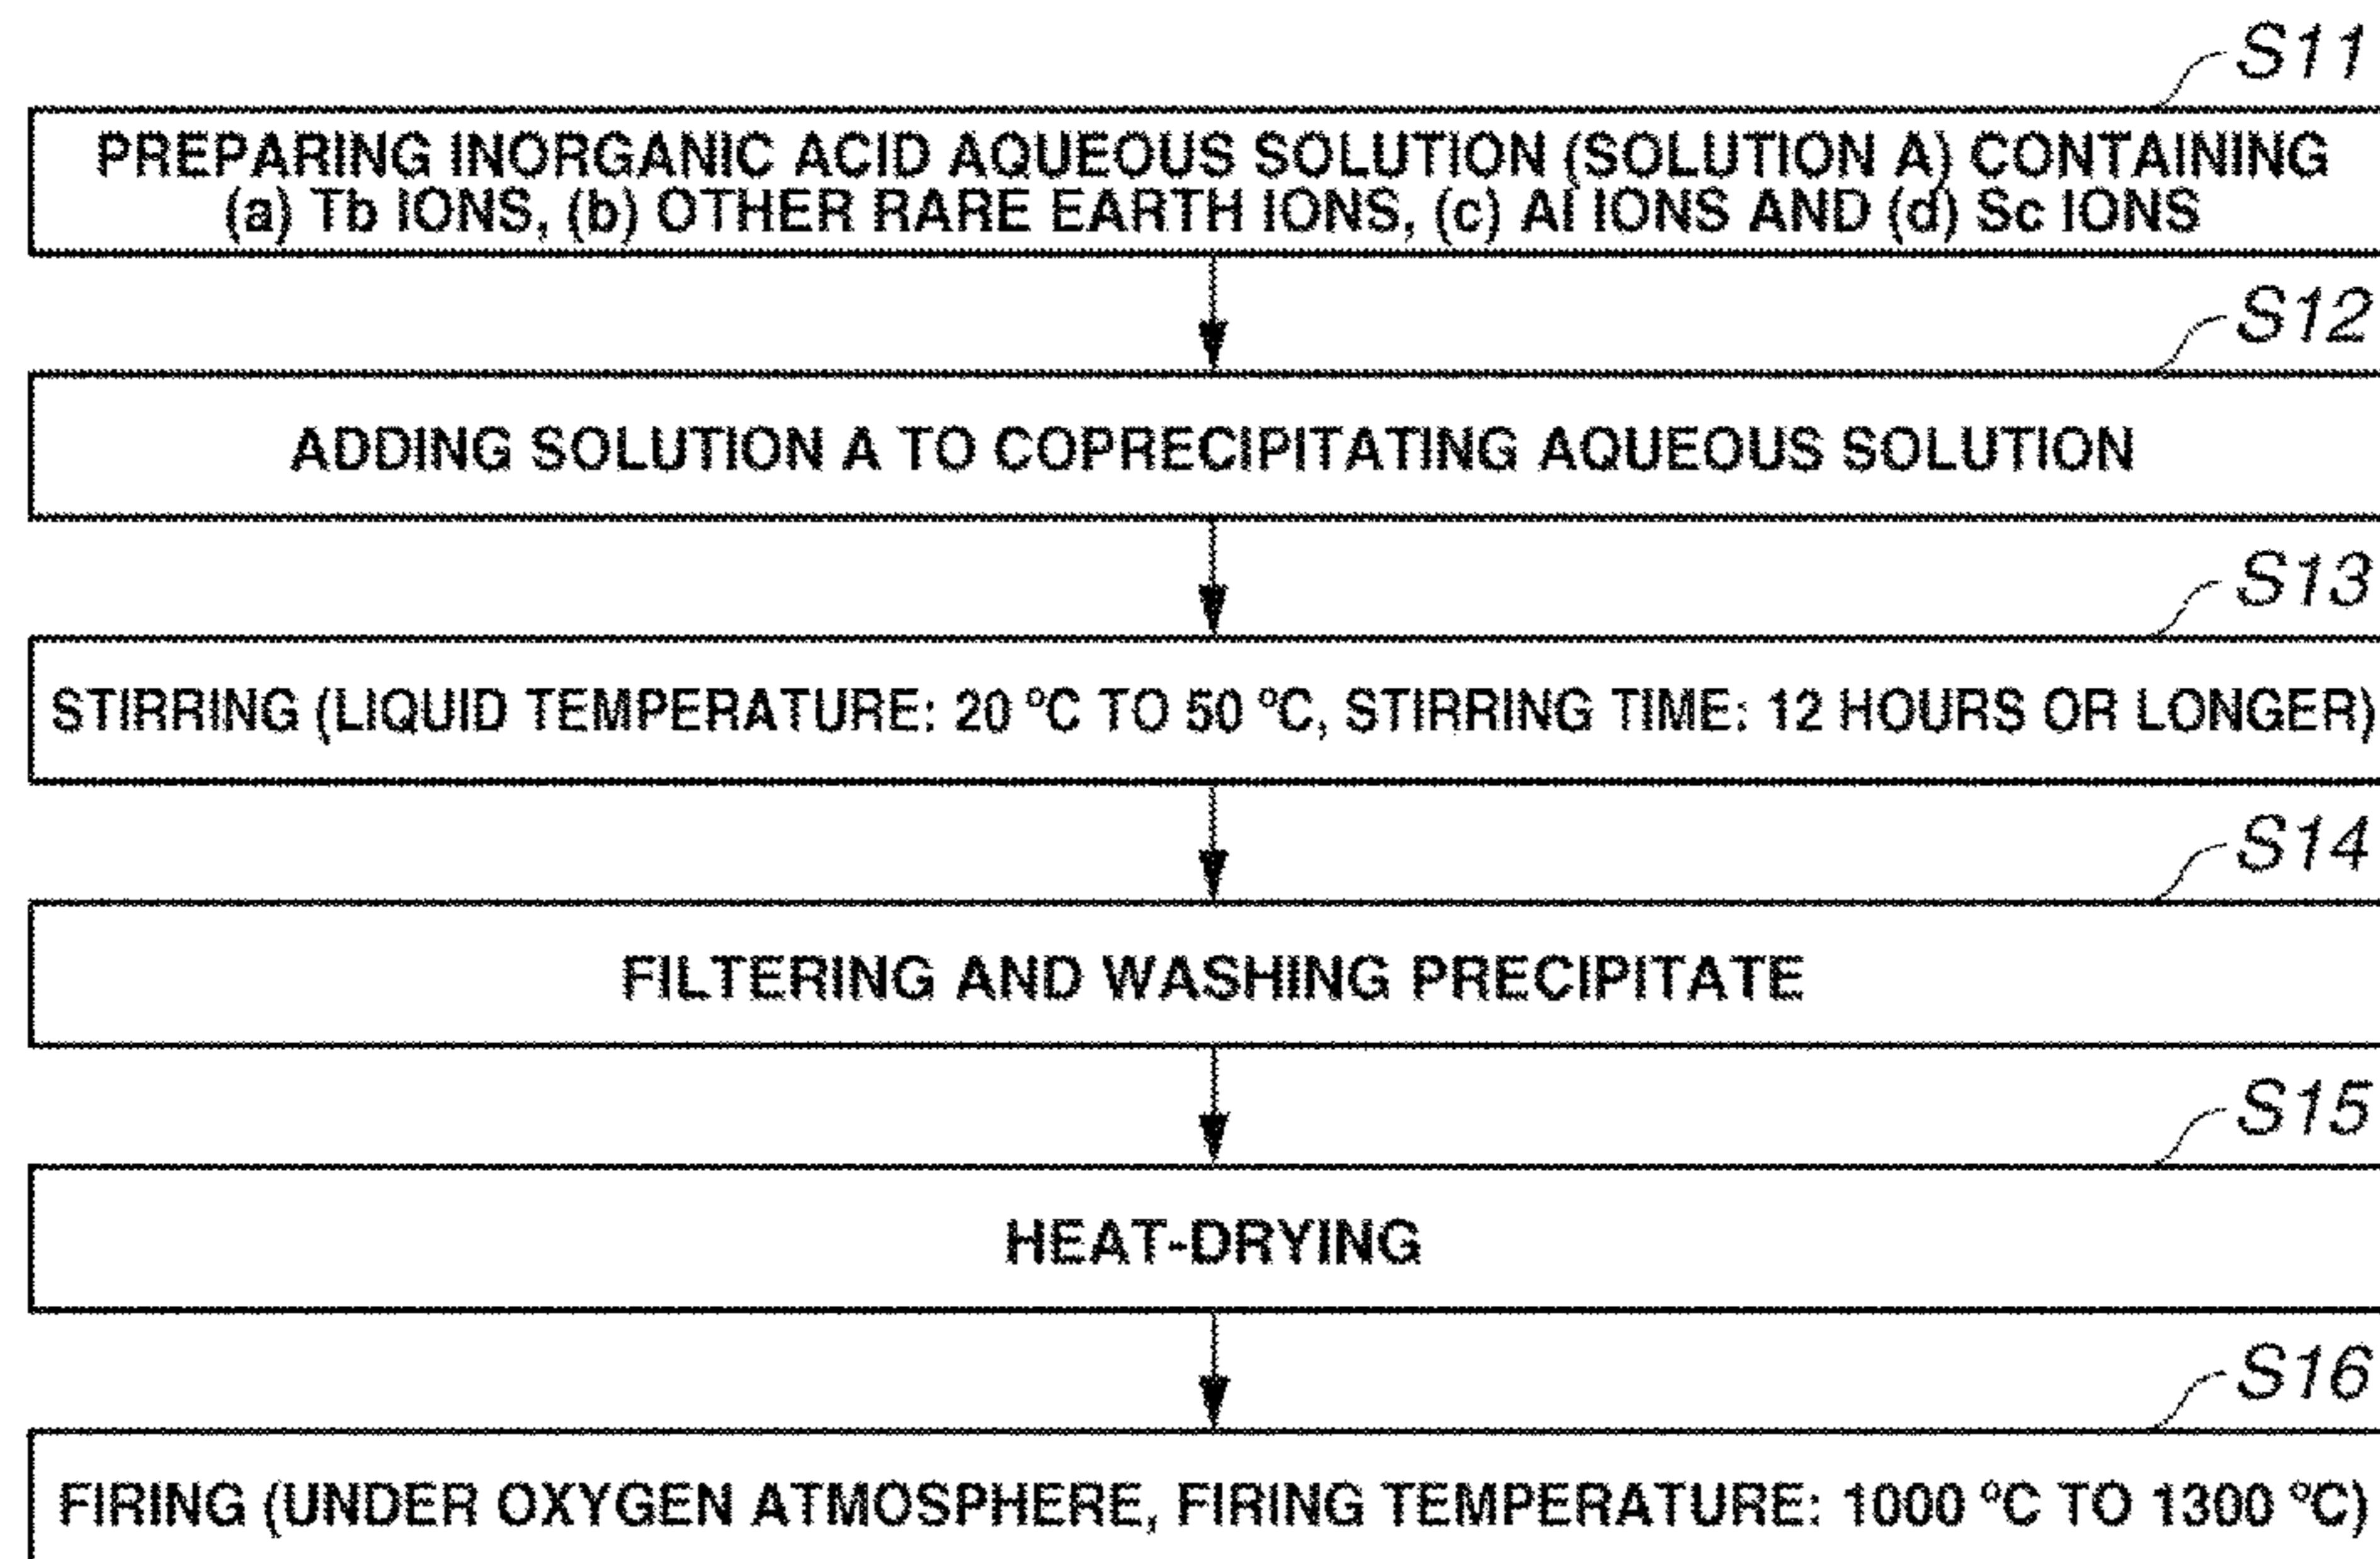 S11
PREPARING INORGANIC ACID AQUEOUS SOLUTION (SOLUTION A) CONTAINING
(a) Tb IONS, (b) OTHER RARE EARTH IONS, (c) Al IONS AND (d) Sc IONS
S12
ADDING SOLUTION A TO COPRECIPITATING AQUEOUS SOLUTION
S13
STIRRING (LIQUID TEMPERATURE: 20 °C TO 50 °C, STIRRING TIME: 12 HOURS OR LONGER)
S14
FILTERING AND WASHING PRECIPITATE
S15
HEAT-DRYING
S16
FIRING (UNDER OXYGEN ATMOSPHERE, FIRING TEMPERATURE: 1000 °C TO 1300 °C)